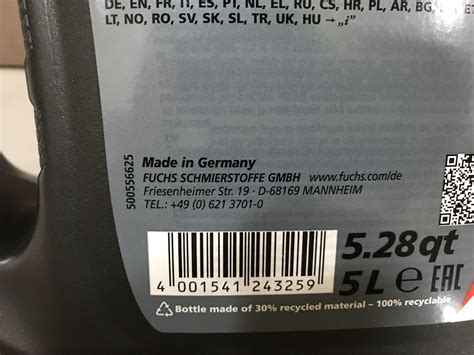 DE, EN, FR, IT, ES, PT, NL, EL, RU, CS, HR, PL, AR, BG,
LT, NO, RO, SV, SK, SL, TR, UK, HU → „i"
500556625
Made in Germany
FUCHS SCHMIERSTOFFE GMBH www.fuchs.com/de
Friesenheimer Str. 19 · D-68169 MANNHEIM
TEL.: +49 (0) 621 3701-0
5.28 qt
5 L e EAC
4 001541 243259
Bottle made of 30% recycled material – 100% recyclable